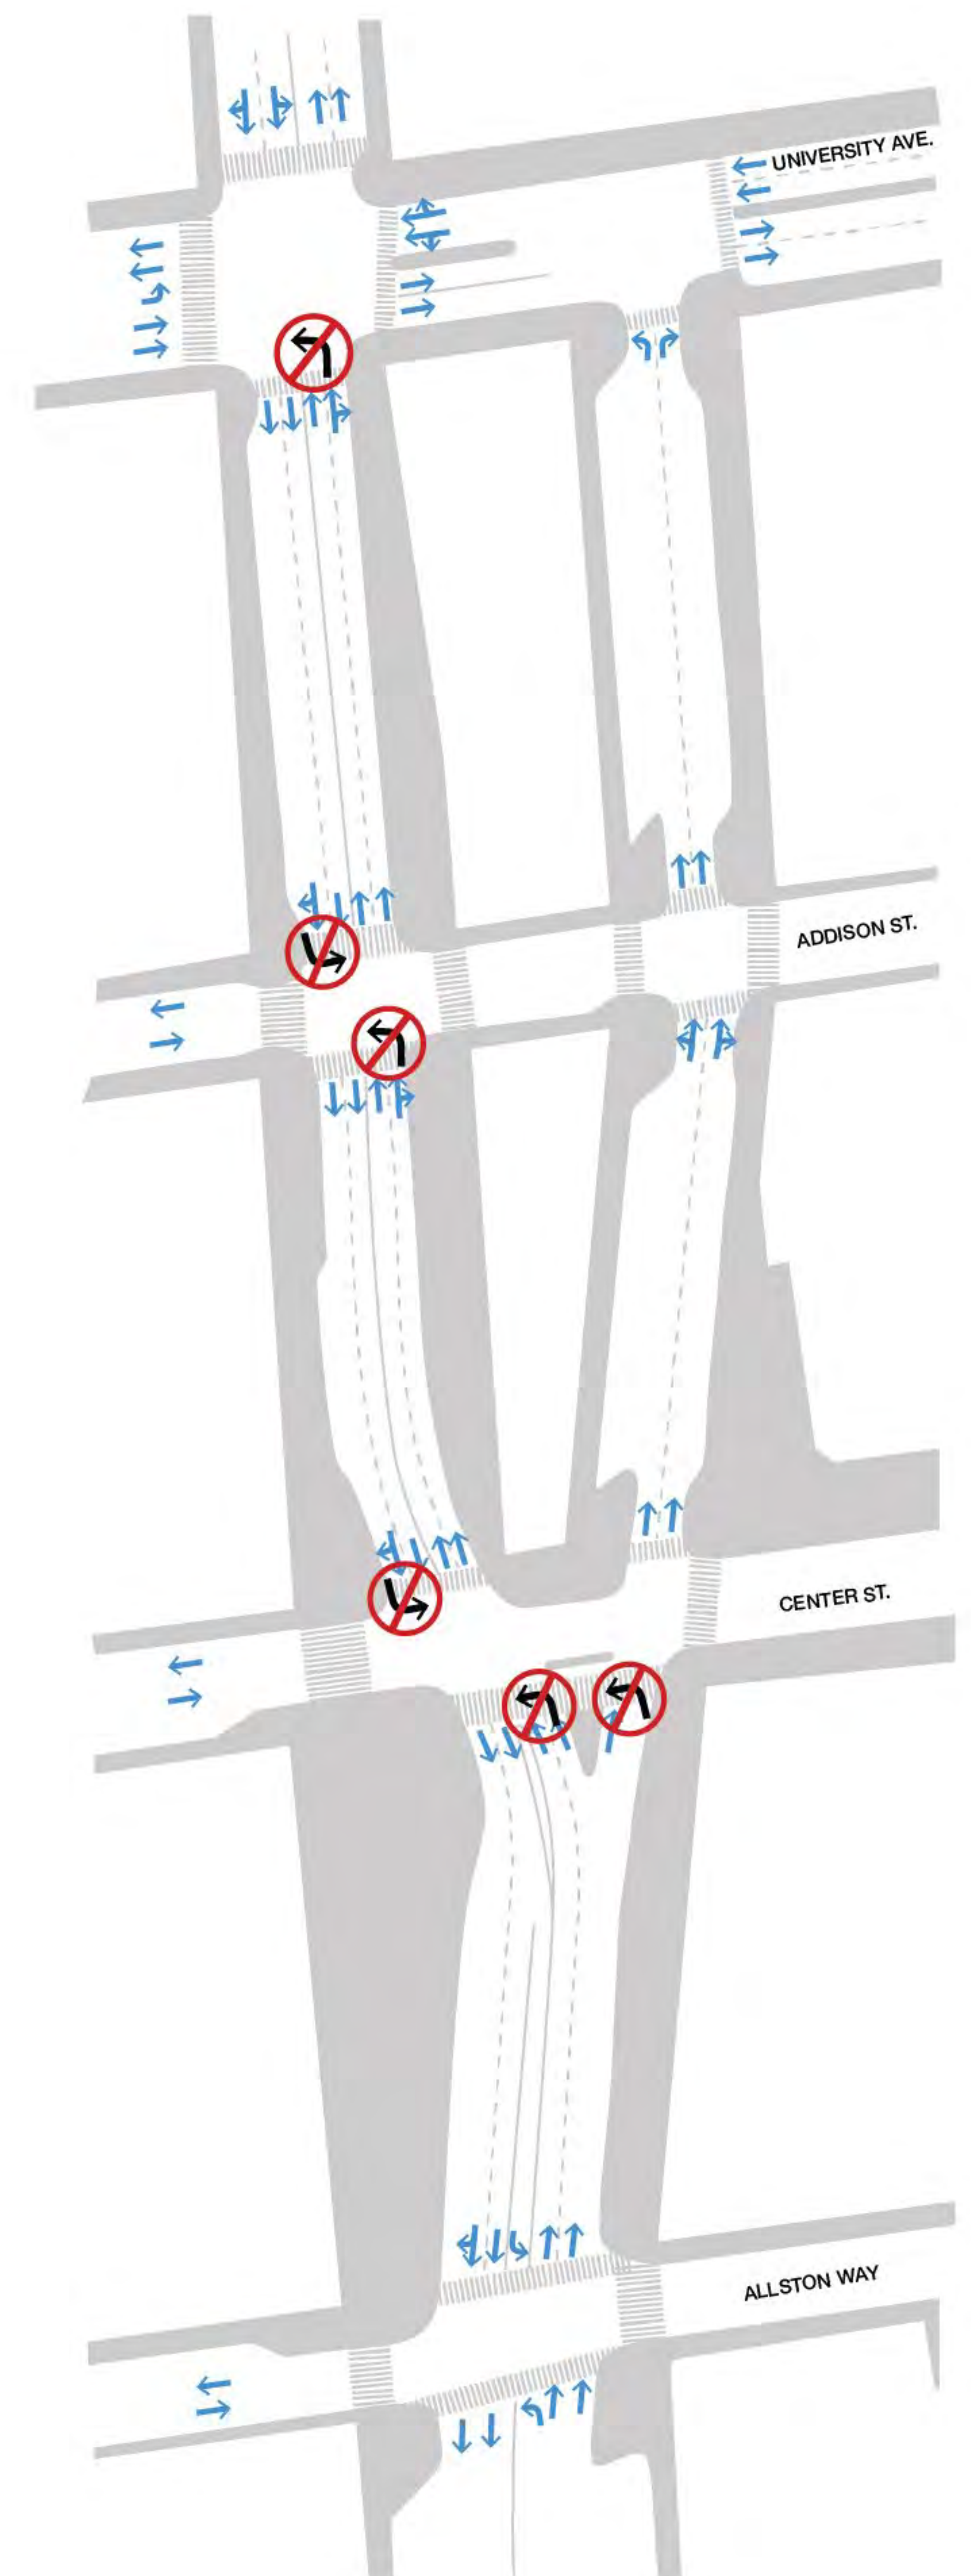 UNIVERSITY AVE.
ADDISON ST.
CENTER ST.
ALLSTON WAY